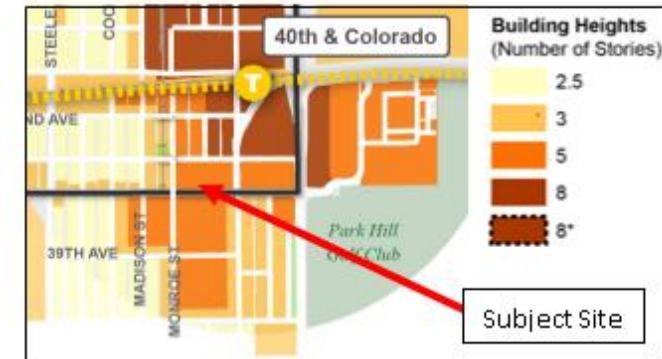 STEELE
COO
40th & Colorado
T
ND AVE
39TH AVE
MADISON ST
MONROE ST
Park Hill
Golf Club
Building Heights
(Number of Stories)
2.5
3
5
8
8*
Subject Site